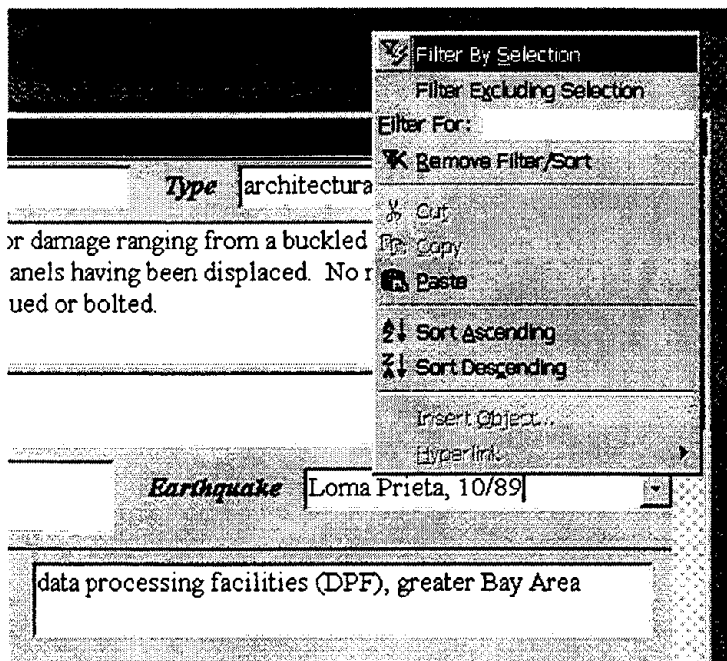 Filter By Selection
Filter Excluding Selection
Filter For:
Remove Filter/Sort
Type architectura
Cut
or damage ranging from a buckled
Copy
anels having been displaced. No r
Paste
ued or bolted.
Sort Ascending
Sort Descending
Insert Object...
Hyperlink
Earthquake Loma Prieta, 10/89
data processing facilities (DPF), greater Bay Area